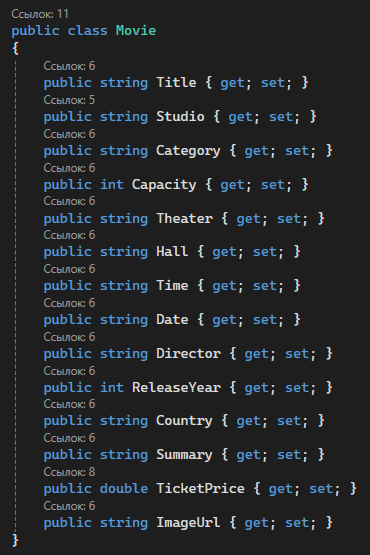 Ссылок: 11
public class Movie
{
Ссылок: 6
public string Title { get; set; }
Ссылок: 5
public string Studio { get; set; }
Ссылок: 6
public string Category { get; set; }
Ссылок: 6
public int Capacity { get; set; }
Ссылок: 6
public string Theater { get; set; }
Ссылок: 6
public string Hall { get; set; }
Ссылок: 6
public string Time { get; set; }
Ссылок: 6
public string Date { get; set; }
Ссылок: 6
public string Director { get; set; }
Ссылок: 6
public int ReleaseYear { get; set; }
Ссылок: 6
public string Country { get; set; }
Ссылок: 6
public string Summary { get; set; }
Ссылок: 8
public double TicketPrice { get; set; }
Ссылок: 6
public string ImageUrl { get; set; }
}